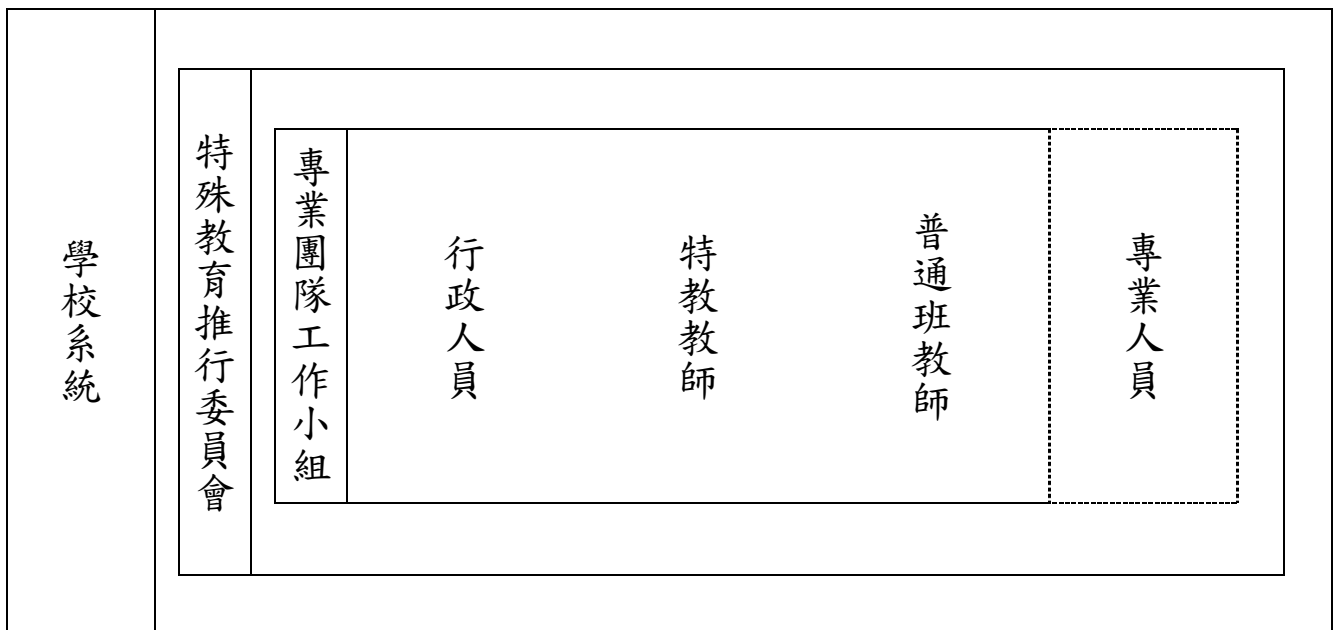 學校系統
特殊教育推行委員會
專業團隊工作小組
行政人員
特教教師
普通班教師
專業人員